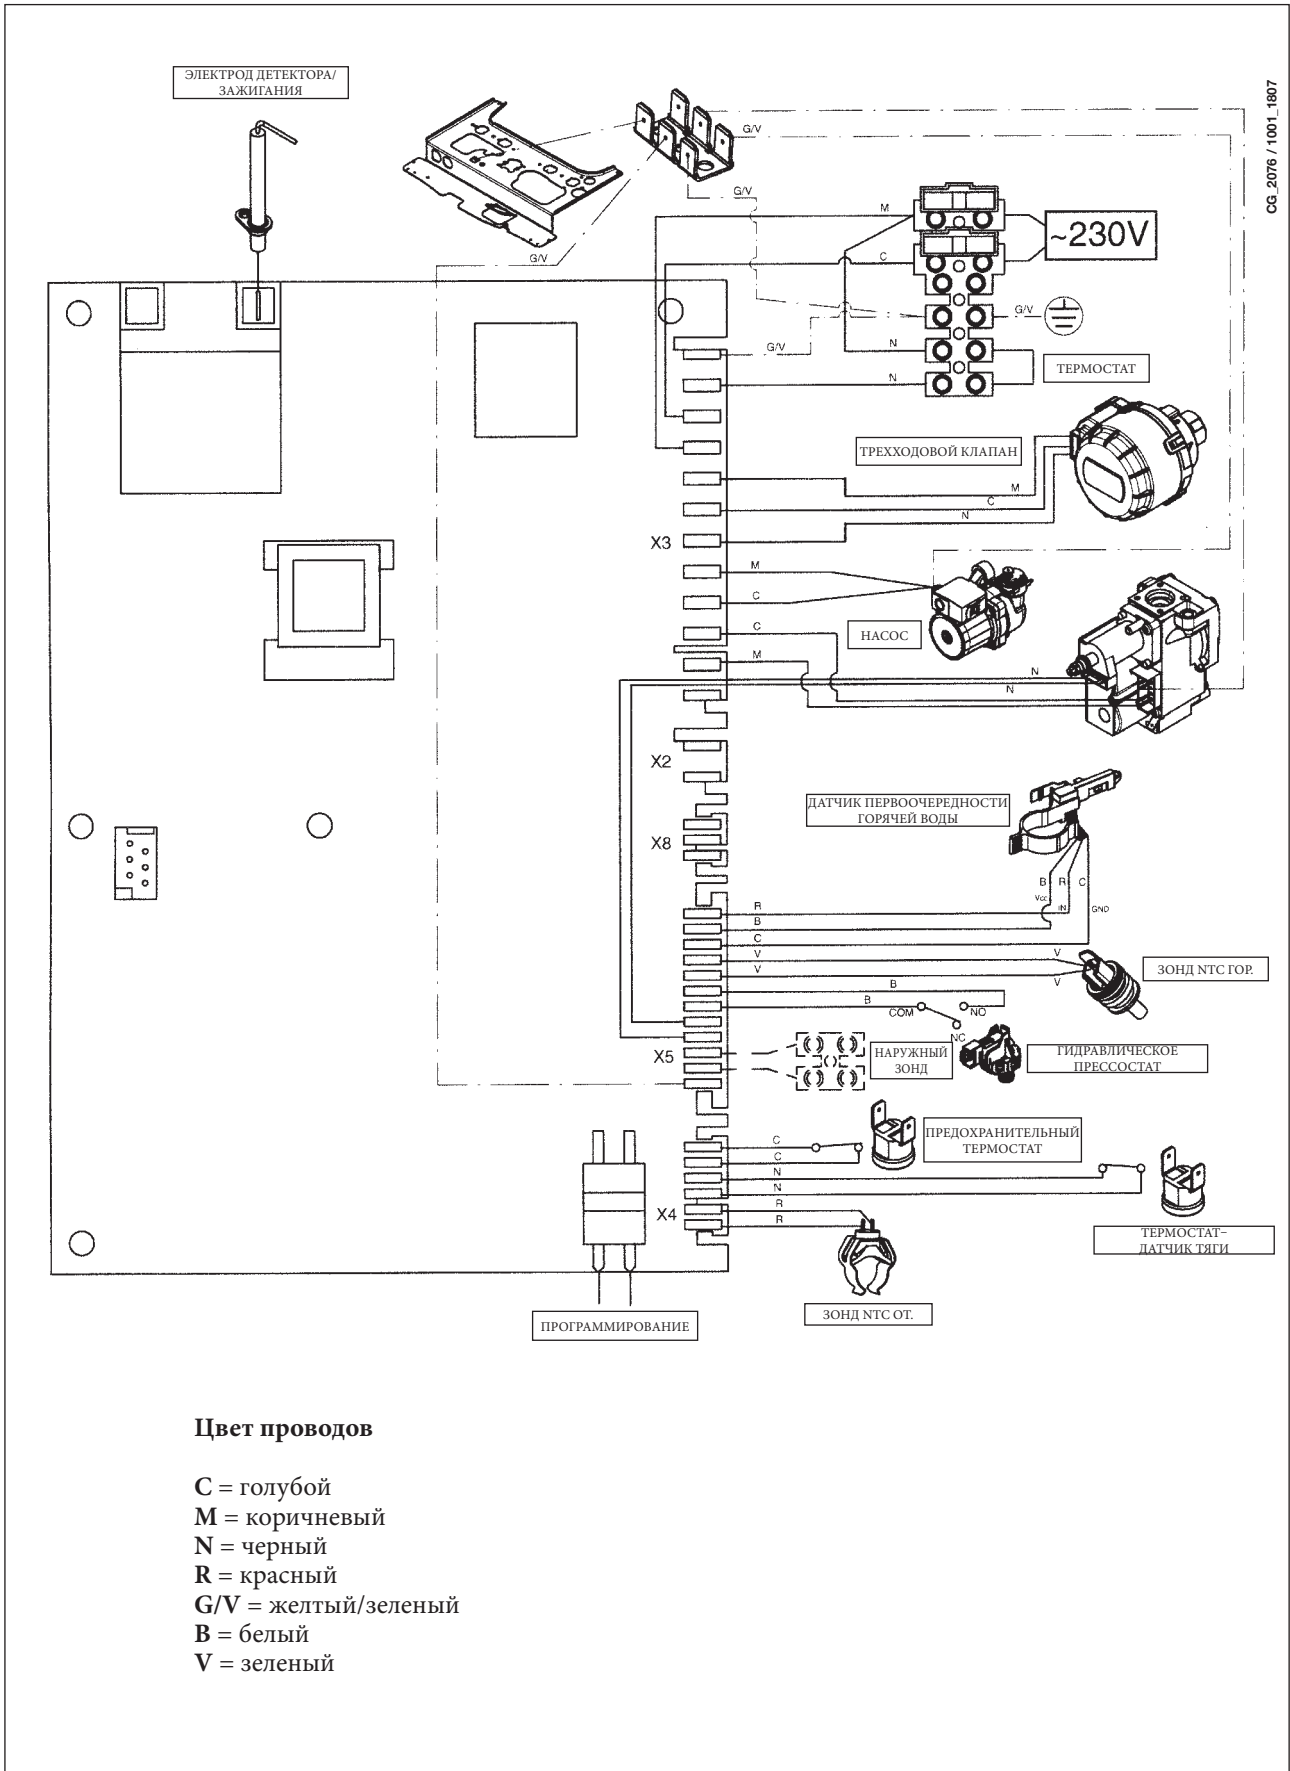 ЭЛЕКТРОД ДЕТЕКТОРА/
ЗАЖИГАНИЯ
CG_2076 / 1001_1807
G/V
G/V
G/V
M
~230V
C
G/V
G/V
N
N
ТЕРМОСТАТ
ТРЕХХОДОВОЙ КЛАПАН
M
C
N
X3
M
C
НАСОС
C
M
N
N
X2
ДАТЧИК ПЕРВООЧЕРЕДНОСТИ
ГОРЯЧЕЙ ВОДЫ
X8
B R C
Vcc IN GND
R
B
C
V V
V V
ЗОНД NTC ГОР.
B
B
COM NO
NC
X5
НАРУЖНЫЙ
ЗОНД
ГИДРАВЛИЧЕСКОЕ
ПРЕССОСТАТ
ПРЕДОХРАНИТЕЛЬНЫЙ
ТЕРМОСТАТ
C
C
N
N
R
R
X4
ТЕРМОСТАТ–
ДАТЧИК ТЯГИ
ЗОНД NTC ОТ.
ПРОГРАММИРОВАНИЕ
Цвет проводов
C = голубой
M = коричневый
N = черный
R = красный
G/V = желтый/зеленый
B = белый
V = зеленый